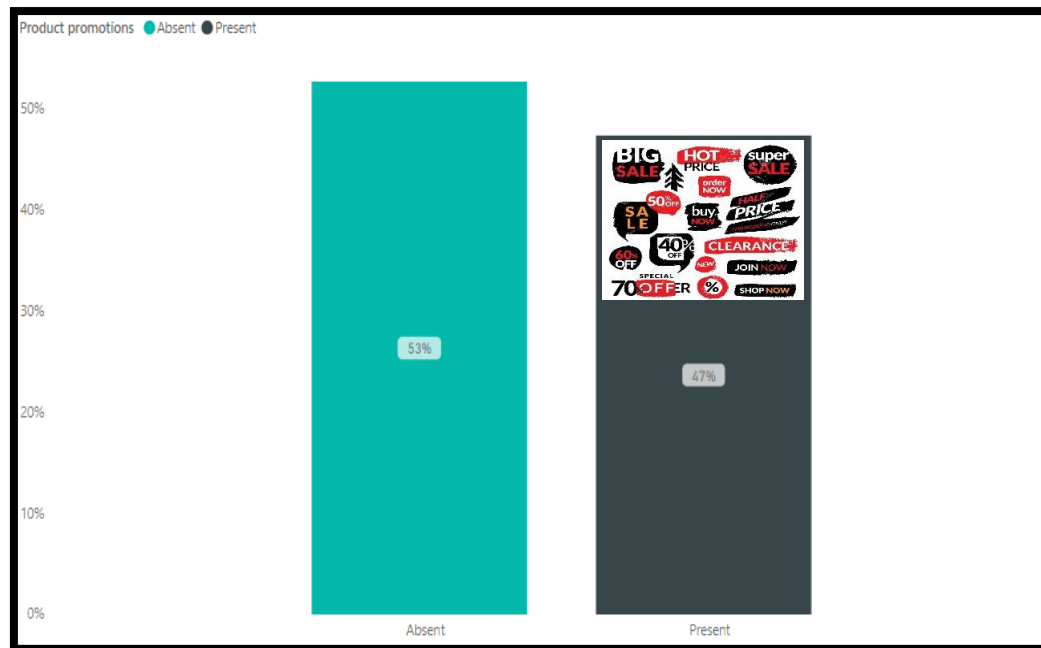 Product promotions Absent Present
50%
40%
30%
20%
10%
0%
53%
47%
Absent
Present
BIG
SALE
HOT
PRICE
super
SALE
order
NOW
50%
OFF
SA
LE
buy
NOW
HALF
PRICE
60%
OFF
40%
OFF
CLEARANCE
NEW
JOIN NOW
SPECIAL
70 OFFER
%
SHOP NOW